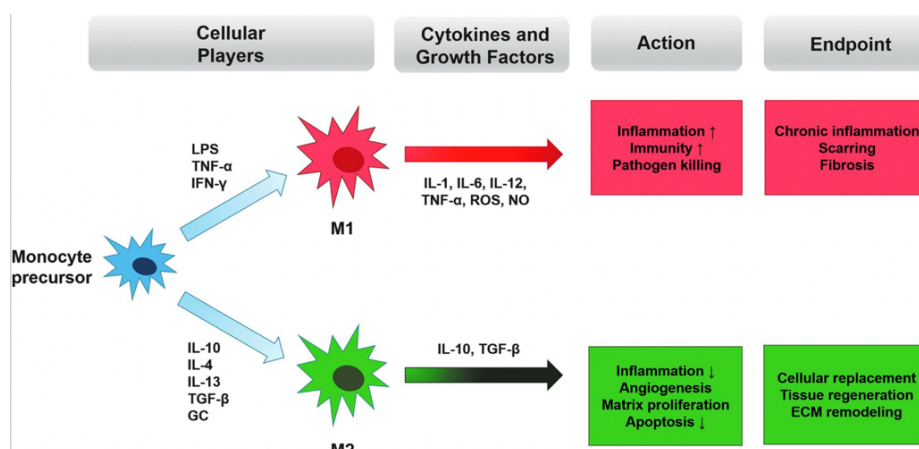 Cellular
Players
Cytokines and
Growth Factors
Action
Endpoint
LPS
TNF-α
IFN-γ
M1
IL-1, IL-6, IL-12,
TNF-α, ROS, NO
Inflammation ↑
Immunity ↑
Pathogen killing
Chronic inflammation
Scarring
Fibrosis
Monocyte
precursor
IL-10
IL-4
IL-13
TGF-β
GC
IL-10, TGF-β
Inflammation ↓
Angiogenesis
Matrix proliferation
Apoptosis ↓
Cellular replacement
Tissue regeneration
ECM remodeling